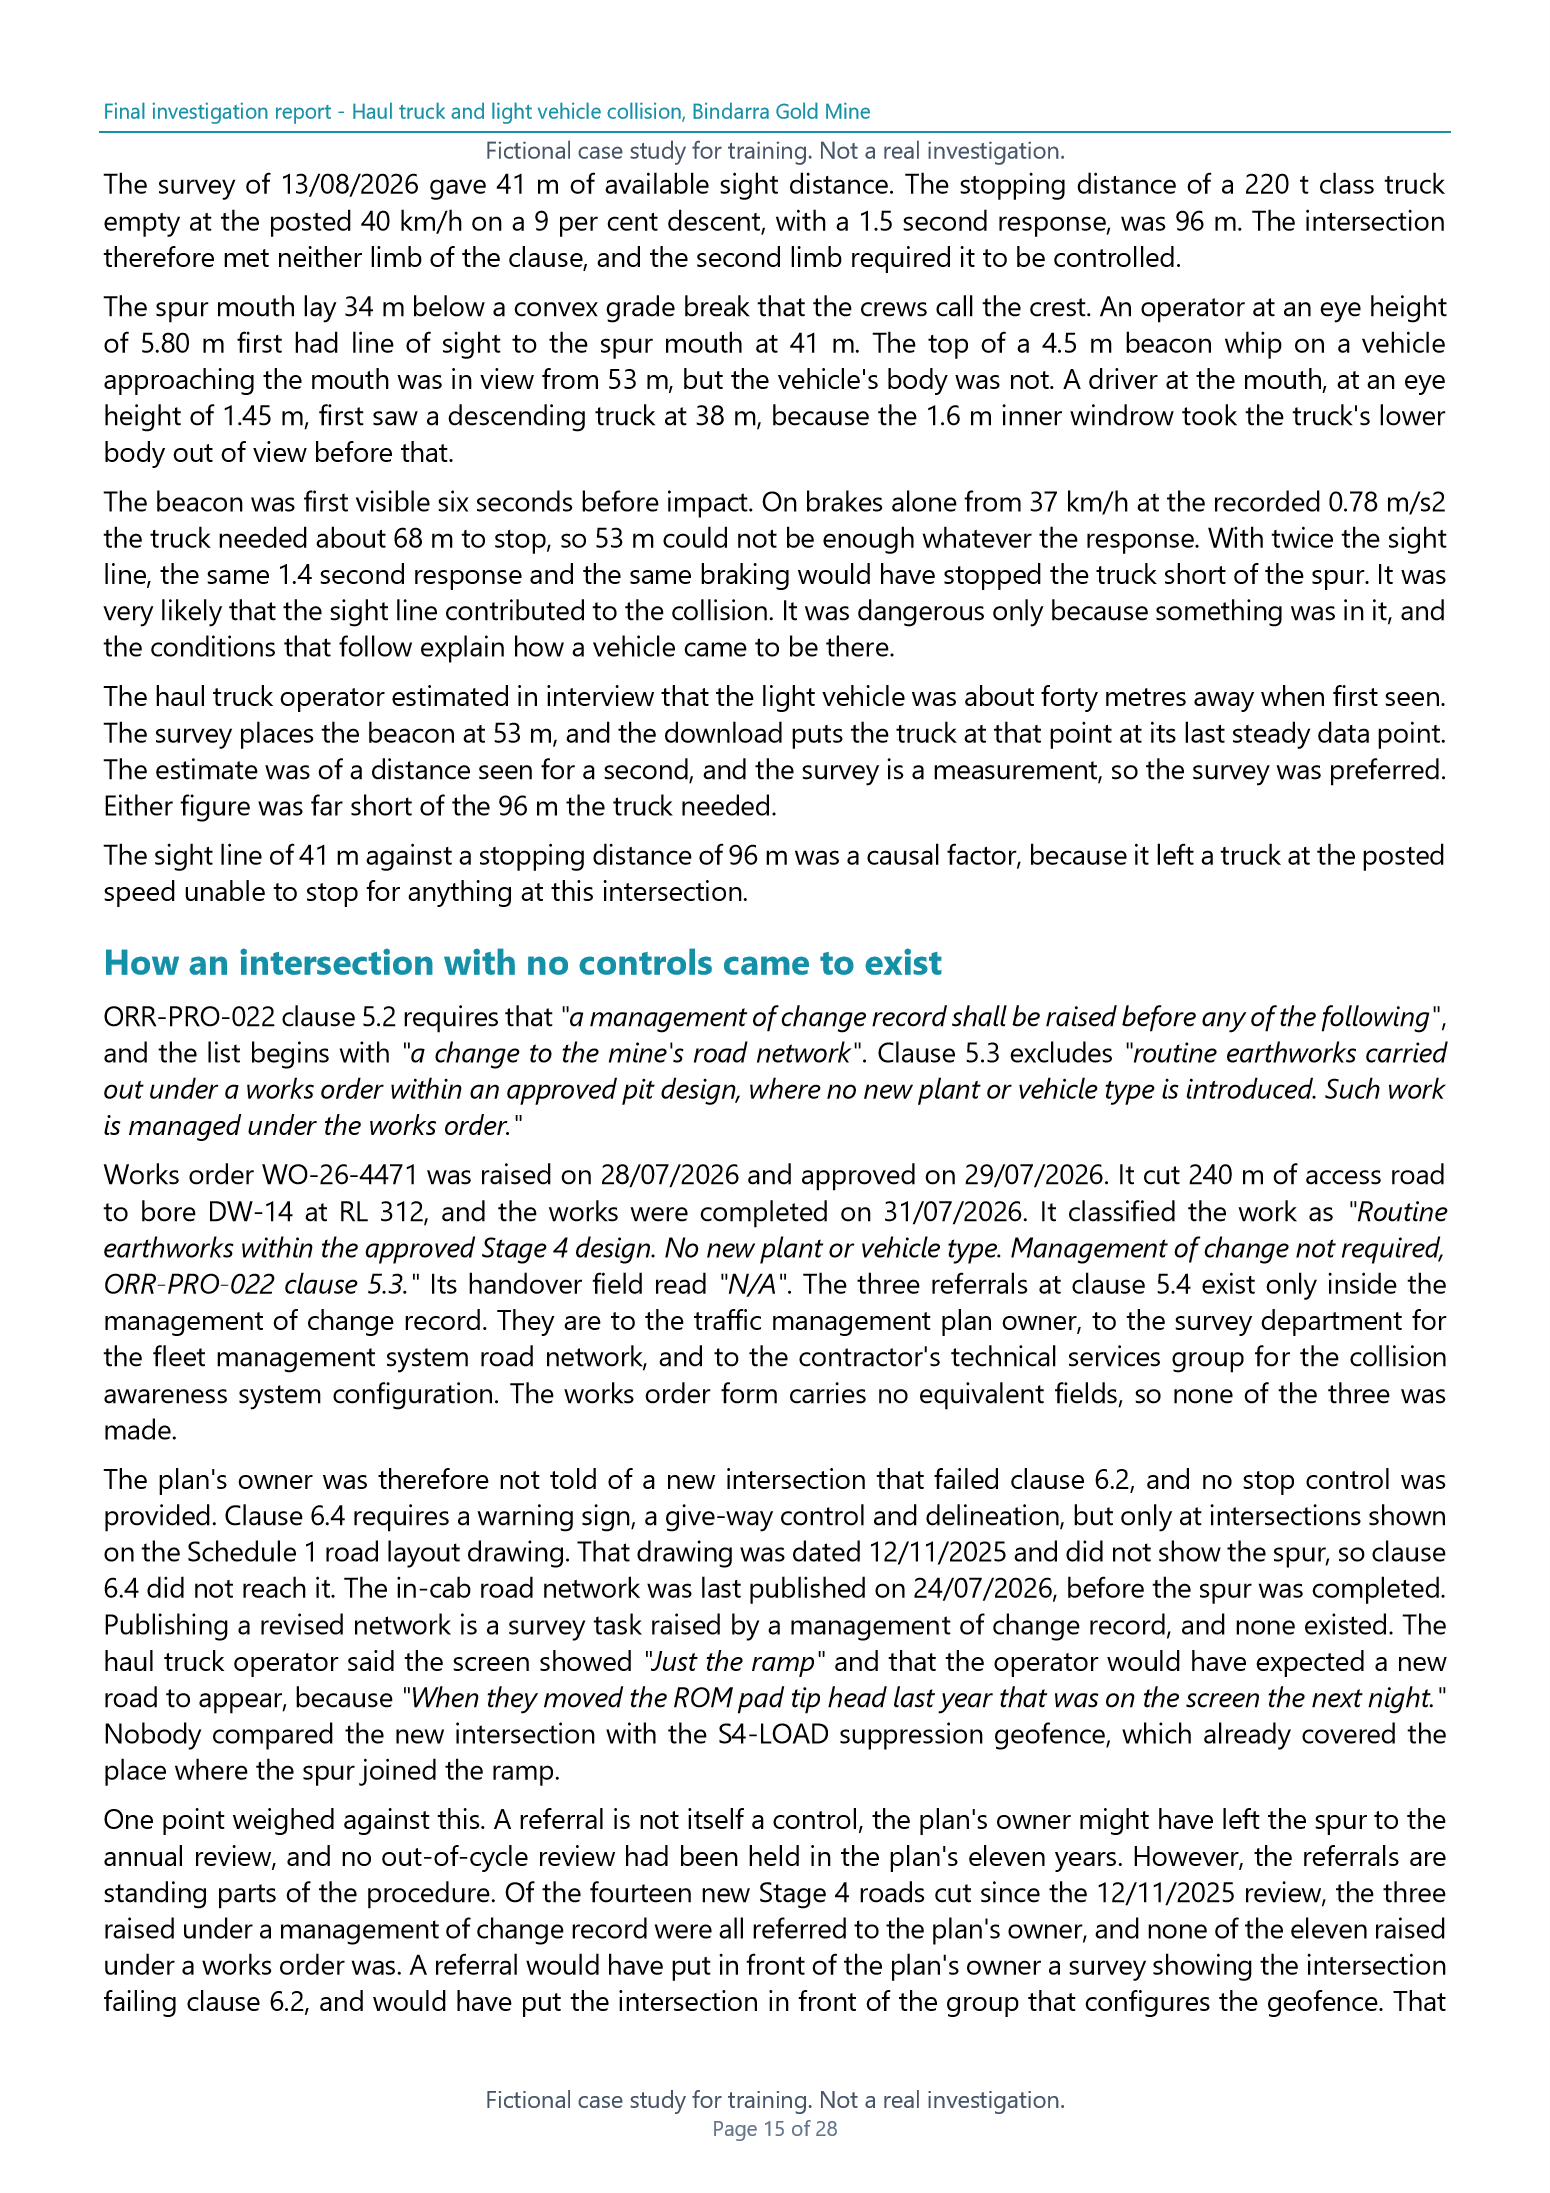 Final investigation report - Haul truck and light vehicle collision, Bindarra Gold Mine
Fictional case study for training. Not a real investigation.
The survey of 13/08/2026 gave 41 m of available sight distance. The stopping distance of a 220 t class truck
empty at the posted 40 km/h on a 9 per cent descent, with a 1.5 second response, was 96 m. The intersection
therefore met neither limb of the clause, and the second limb required it to be controlled.
The spur mouth lay 34 m below a convex grade break that the crews call the crest. An operator at an eye height
of 5.80 m first had line of sight to the spur mouth at 41 m. The top of a 4.5 m beacon whip on a vehicle
approaching the mouth was in view from 53 m, but the vehicle's body was not. A driver at the mouth, at an eye
height of 1.45 m, first saw a descending truck at 38 m, because the 1.6 m inner windrow took the truck's lower
body out of view before that.
The beacon was first visible six seconds before impact. On brakes alone from 37 km/h at the recorded 0.78 m/s2
the truck needed about 68 m to stop, so 53 m could not be enough whatever the response. With twice the sight
line, the same 1.4 second response and the same braking would have stopped the truck short of the spur. It was
very likely that the sight line contributed to the collision. It was dangerous only because something was in it, and
the conditions that follow explain how a vehicle came to be there.
The haul truck operator estimated in interview that the light vehicle was about forty metres away when first seen.
The survey places the beacon at 53 m, and the download puts the truck at that point at its last steady data point.
The estimate was of a distance seen for a second, and the survey is a measurement, so the survey was preferred.
Either figure was far short of the 96 m the truck needed.
The sight line of 41 m against a stopping distance of 96 m was a causal factor, because it left a truck at the posted
speed unable to stop for anything at this intersection.
How an intersection with no controls came to exist
ORR-PRO-022 clause 5.2 requires that "a management of change record shall be raised before any of the following",
and the list begins with "a change to the mine's road network". Clause 5.3 excludes "routine earthworks carried
out under a works order within an approved pit design, where no new plant or vehicle type is introduced. Such work
is managed under the works order."
Works order WO-26-4471 was raised on 28/07/2026 and approved on 29/07/2026. It cut 240 m of access road
to bore DW-14 at RL 312, and the works were completed on 31/07/2026. It classified the work as "Routine
earthworks within the approved Stage 4 design. No new plant or vehicle type. Management of change not required,
ORR-PRO-022 clause 5.3." Its handover field read "N/A". The three referrals at clause 5.4 exist only inside the
management of change record. They are to the traffic management plan owner, to the survey department for
the fleet management system road network, and to the contractor's technical services group for the collision
awareness system configuration. The works order form carries no equivalent fields, so none of the three was
made.
The plan's owner was therefore not told of a new intersection that failed clause 6.2, and no stop control was
provided. Clause 6.4 requires a warning sign, a give-way control and delineation, but only at intersections shown
on the Schedule 1 road layout drawing. That drawing was dated 12/11/2025 and did not show the spur, so clause
6.4 did not reach it. The in-cab road network was last published on 24/07/2026, before the spur was completed.
Publishing a revised network is a survey task raised by a management of change record, and none existed. The
haul truck operator said the screen showed "Just the ramp" and that the operator would have expected a new
road to appear, because "When they moved the ROM pad tip head last year that was on the screen the next night."
Nobody compared the new intersection with the S4-LOAD suppression geofence, which already covered the
place where the spur joined the ramp.
One point weighed against this. A referral is not itself a control, the plan's owner might have left the spur to the
annual review, and no out-of-cycle review had been held in the plan's eleven years. However, the referrals are
standing parts of the procedure. Of the fourteen new Stage 4 roads cut since the 12/11/2025 review, the three
raised under a management of change record were all referred to the plan's owner, and none of the eleven raised
under a works order was. A referral would have put in front of the plan's owner a survey showing the intersection
failing clause 6.2, and would have put the intersection in front of the group that configures the geofence. That
Fictional case study for training. Not a real investigation.
Page 15 of 28